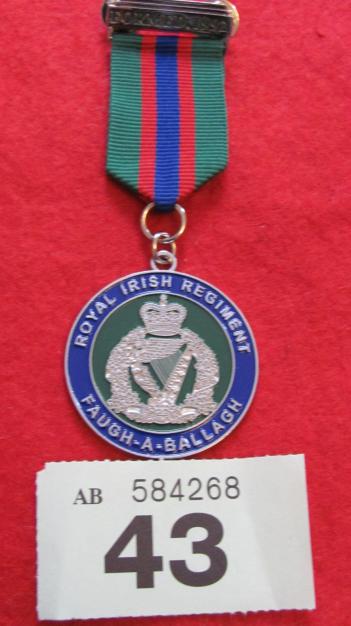 ROYAL IRISH REGIMENT
FAUGH-A-BALLAGH
AB 584268
43